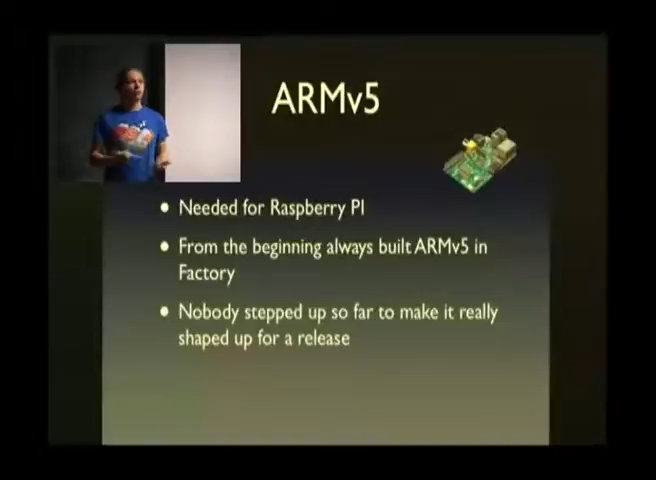 ARMv5
Needed for Raspberry PI
From the beginning always built ARMv5 in
Factory
Nobody stepped up so far to make it really
shaped up for a release